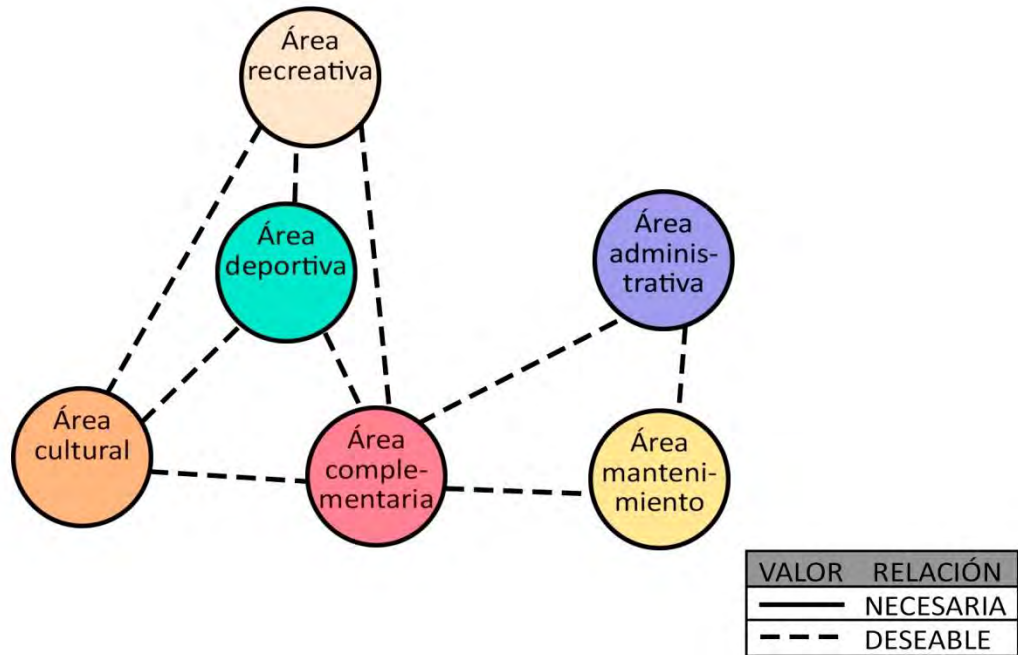 Área
recreativa
Área
deportiva
Área
adminis-
trativa
Área
cultural
Área
comple-
mentaria
Área
manteni-
miento
VALOR RELACIÓN
NECESARIA
DESEABLE